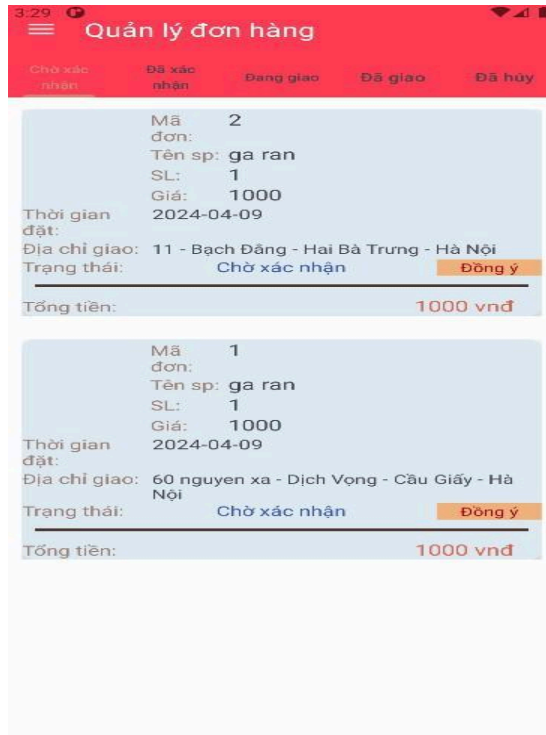 3:29
Quản lý đơn hàng
Chờ xác nhận
Đã xác nhận
Đang giao
Đã giao
Đã hủy
Mã đơn: 2
Tên sp: ga ran
SL: 1
Giá: 1000
Thời gian đặt: 2024-04-09
Địa chỉ giao: 11 - Bạch Đằng - Hai Bà Trưng - Hà Nội
Trạng thái: Chờ xác nhận Đồng ý
Tổng tiền: 1000 vnđ
Mã đơn: 1
Tên sp: ga ran
SL: 1
Giá: 1000
Thời gian đặt: 2024-04-09
Địa chỉ giao: 60 nguyen xa - Dịch Vọng - Cầu Giấy - Hà
Nội
Trạng thái: Chờ xác nhận Đồng ý
Tổng tiền: 1000 vnđ